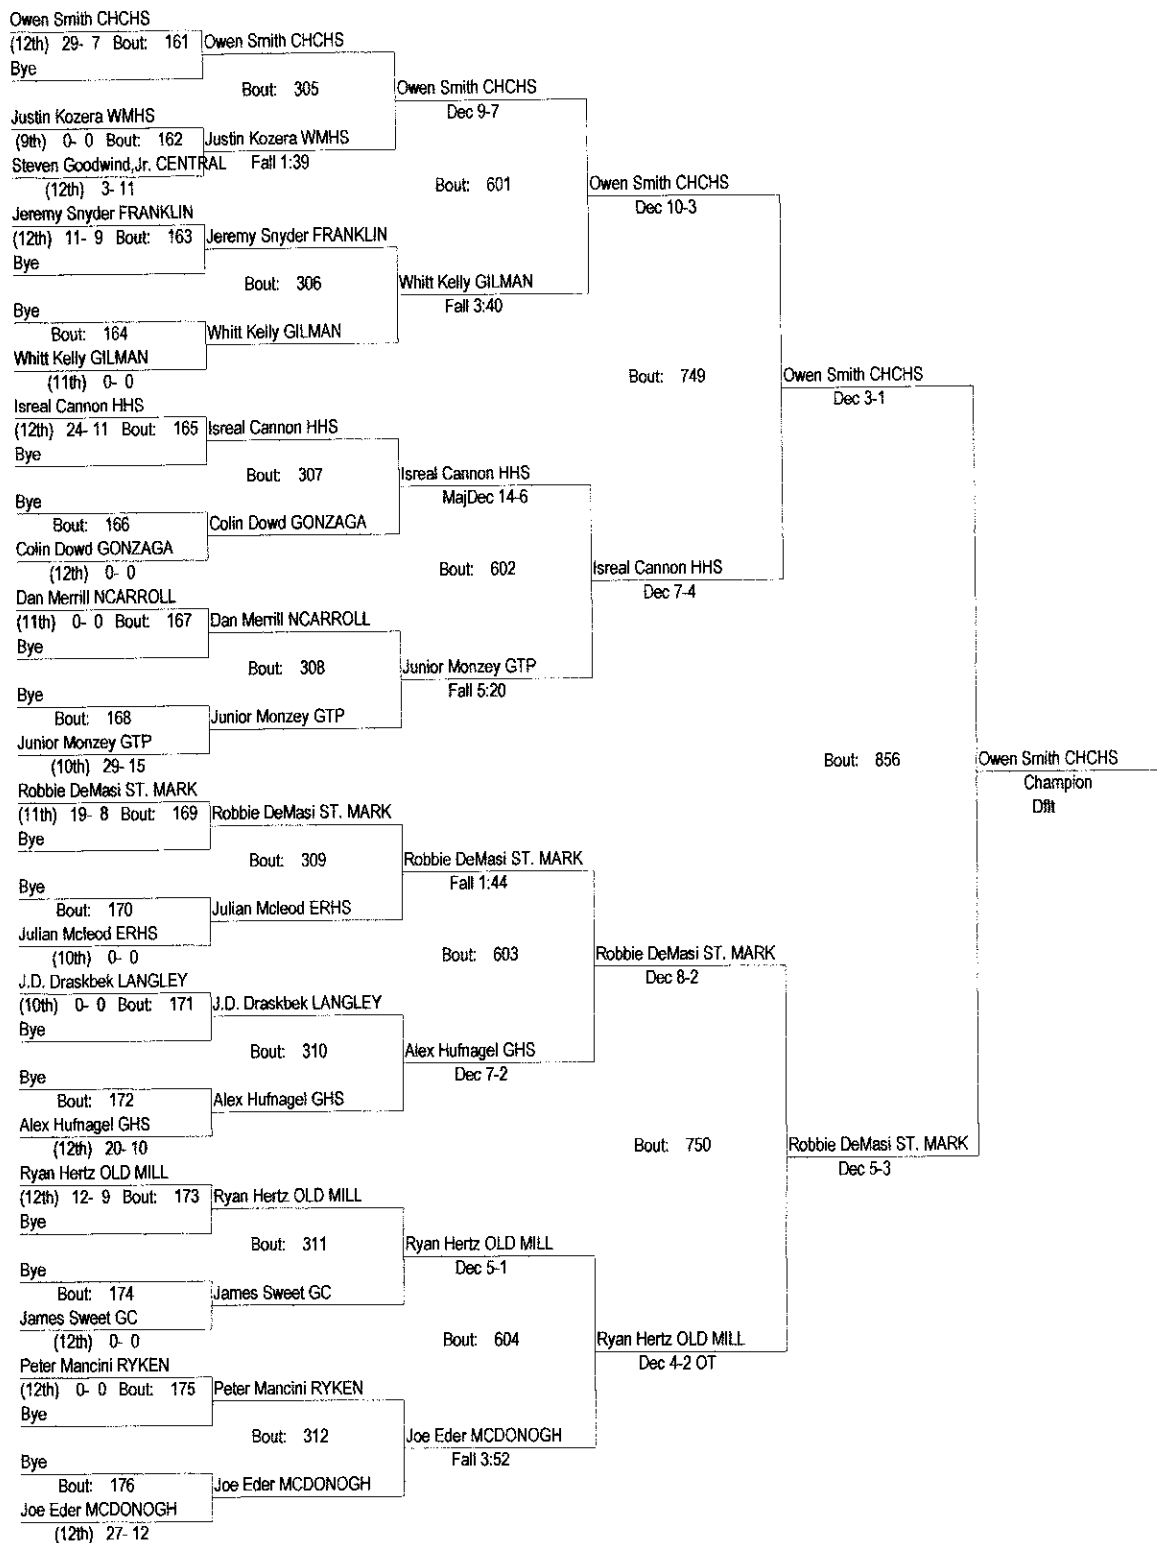 Owen Smith CHCHS
(12th) 29- 7 Bout: 161
Bye
Owen Smith CHCHS
Bout: 305
Owen Smith CHCHS
Dec 9-7
Justin Kozera WMHS
(9th) 0- 0 Bout: 162
Steven Goodwind,Jr. CENTRAL
(12th) 3- 11
Justin Kozera WMHS
Fall 1:39
Bout: 601
Owen Smith CHCHS
Dec 10-3
Jeremy Snyder FRANKLIN
(12th) 11- 9 Bout: 163
Bye
Jeremy Snyder FRANKLIN
Bout: 306
Whitt Kelly GILMAN
Fall 3:40
Bye
Bout: 164
Whitt Kelly GILMAN
(11th) 0- 0
Whitt Kelly GILMAN
Bout: 749
Owen Smith CHCHS
Dec 3-1
Isreal Cannon HHS
(12th) 24- 11 Bout: 165
Bye
Isreal Cannon HHS
Bout: 307
Isreal Cannon HHS
MajDec 14-6
Bye
Bout: 166
Colin Dowd GONZAGA
(12th) 0- 0
Colin Dowd GONZAGA
Bout: 602
Isreal Cannon HHS
Dec 7-4
Dan Merrill NCARROLL
(11th) 0- 0 Bout: 167
Bye
Dan Merrill NCARROLL
Bout: 308
Junior Monzey GTP
Fall 5:20
Bye
Bout: 168
Junior Monzey GTP
(10th) 29- 15
Junior Monzey GTP
Bout: 856
Owen Smith CHCHS
Champion
Dflt
Robbie DeMasi ST. MARK
(11th) 19- 8 Bout: 169
Bye
Robbie DeMasi ST. MARK
Bout: 309
Robbie DeMasi ST. MARK
Fall 1:44
Bye
Bout: 170
Julian Mcleod ERHS
(10th) 0- 0
Julian Mcleod ERHS
Bout: 603
Robbie DeMasi ST. MARK
Dec 8-2
J.D. Draskbek LANGLEY
(10th) 0- 0 Bout: 171
Bye
J.D. Draskbek LANGLEY
Bout: 310
Alex Hufnagel GHS
Dec 7-2
Bye
Bout: 172
Alex Hufnagel GHS
(12th) 20- 10
Alex Hufnagel GHS
Bout: 750
Robbie DeMasi ST. MARK
Dec 5-3
Ryan Hertz OLD MILL
(12th) 12- 9 Bout: 173
Bye
Ryan Hertz OLD MILL
Bout: 311
Ryan Hertz OLD MILL
Dec 5-1
Bye
Bout: 174
James Sweet GC
(12th) 0- 0
James Sweet GC
Bout: 604
Ryan Hertz OLD MILL
Dec 4-2 OT
Peter Mancini RYKEN
(12th) 0- 0 Bout: 175
Bye
Peter Mancini RYKEN
Bout: 312
Joe Eder MCDONOGH
Fall 3:52
Bye
Bout: 176
Joe Eder MCDONOGH
(12th) 27- 12
Joe Eder MCDONOGH